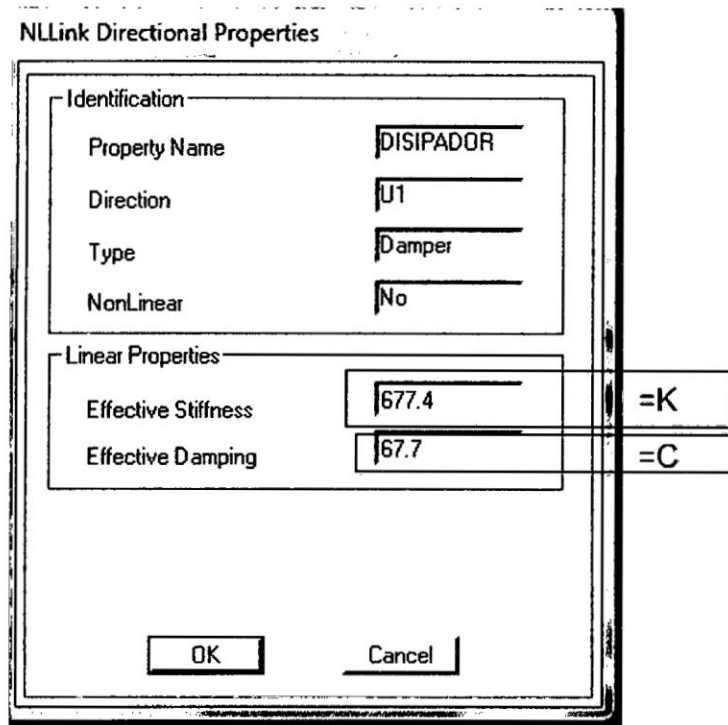 NLLink Directional Properties
Identification
Property Name DISIPADOR
Direction U1
Type Damper
NonLinear No
Linear Properties
Effective Stiffness 677.4 =K
Effective Damping 67.7 =C
OK Cancel